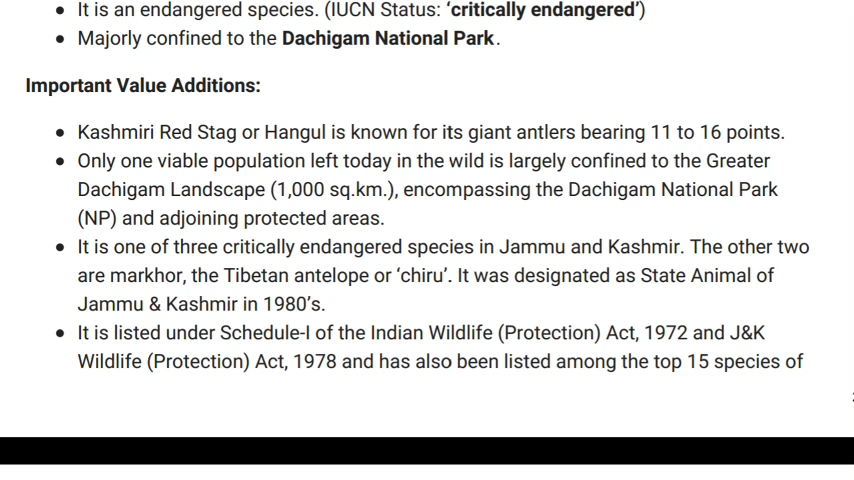 • It is an endangered species. (IUCN Status: ‘critically endangered’)
• Majorly confined to the Dachigam National Park.
Important Value Additions:
• Kashmiri Red Stag or Hangul is known for its giant antlers bearing 11 to 16 points.
• Only one viable population left today in the wild is largely confined to the Greater
Dachigam Landscape (1,000 sq.km.), encompassing the Dachigam National Park
(NP) and adjoining protected areas.
• It is one of three critically endangered species in Jammu and Kashmir. The other two
are markhor, the Tibetan antelope or ‘chiru’. It was designated as State Animal of
Jammu & Kashmir in 1980’s.
• It is listed under Schedule-I of the Indian Wildlife (Protection) Act, 1972 and J&K
Wildlife (Protection) Act, 1978 and has also been listed among the top 15 species of